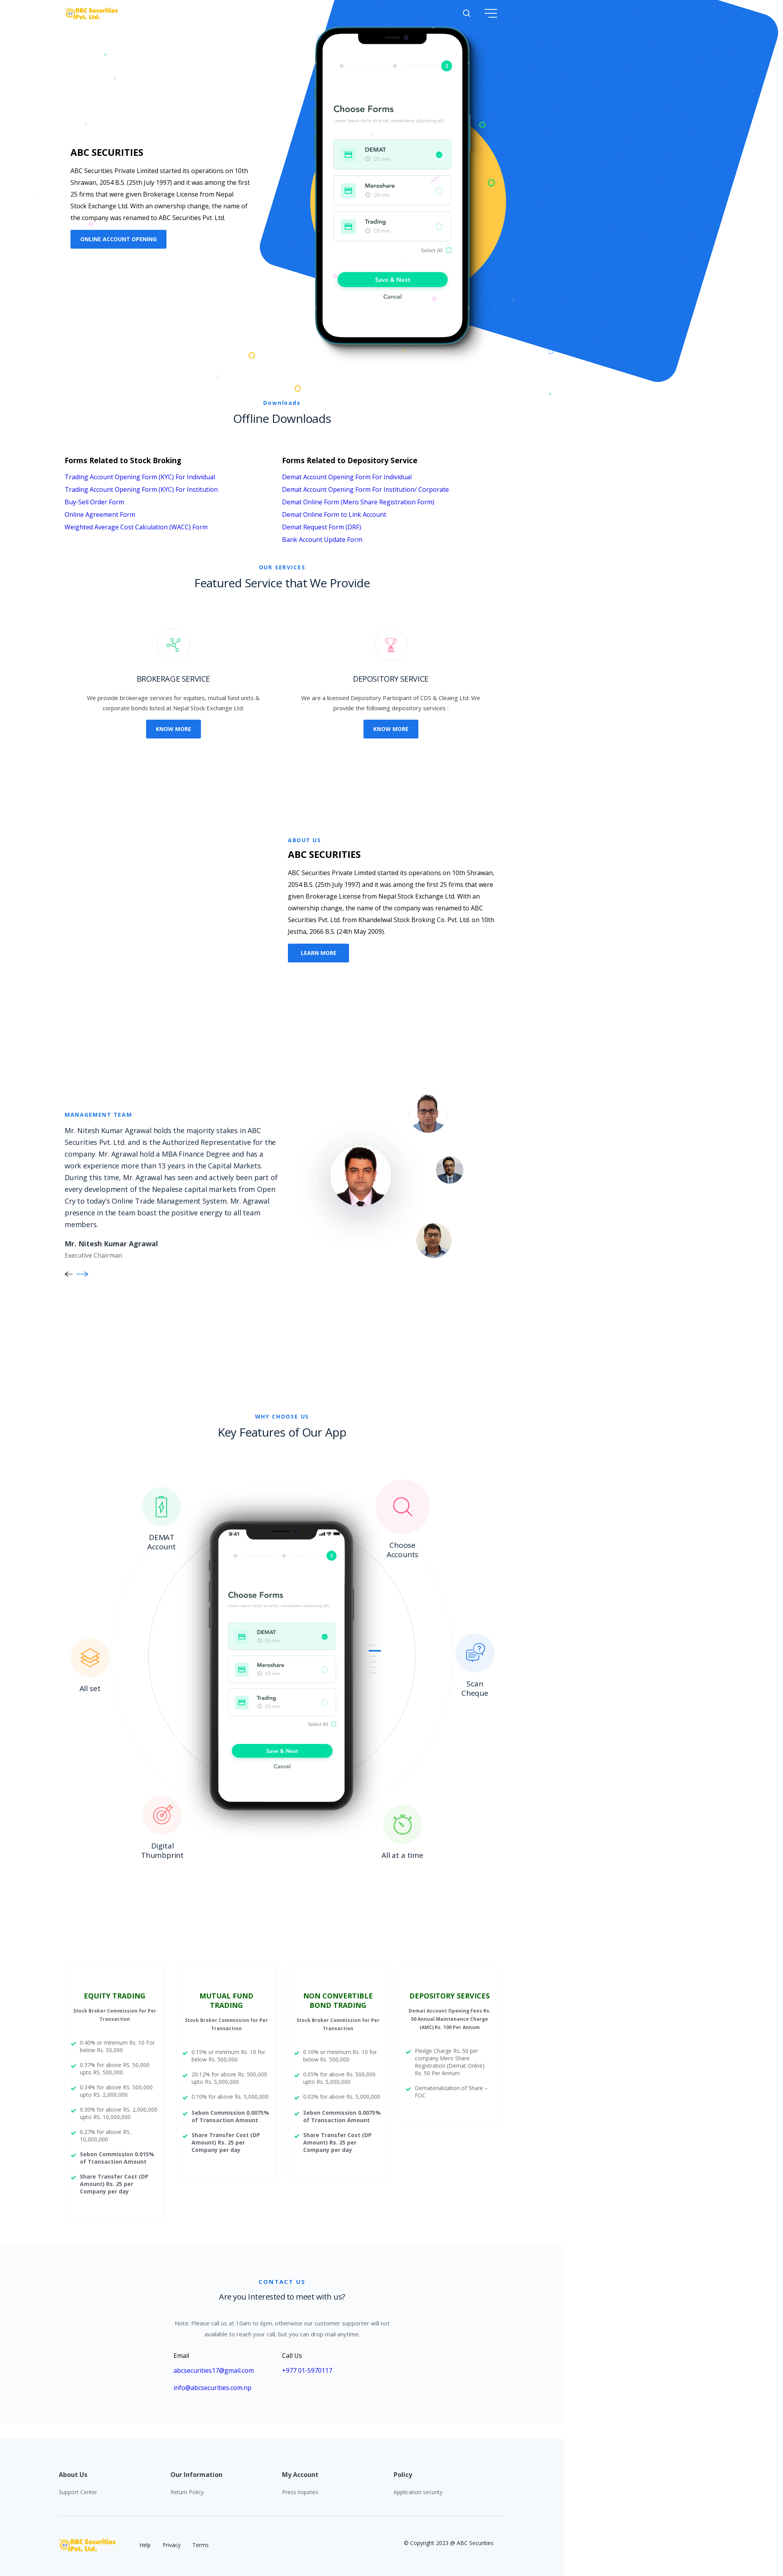 ABC Securities
Pvt. Ltd.
3
Choose Forms
Lorem ipsum dolor sit amet, consectetur adipiscing elit.
DEMAT
03 min
Meroshare
03 min
Trading
03 min
Select All
Save & Next
Cancel
ABC SECURITIES
ABC Securities Private Limited started its operations on 10th
Shrawan, 2054 B.S. (25th July 1997) and it was among the first
25 firms that were given Brokerage License from Nepal
Stock Exchange Ltd. With an ownership change, the name of
the company was renamed to ABC Securities Pvt. Ltd.
ONLINE ACCOUNT OPENING
Downloads
Offline Downloads
Forms Related to Stock Broking
Trading Account Opening Form (KYC) For Individual
Trading Account Opening Form (KYC) For Institution
Buy-Sell Order Form
Online Agreement Form
Weighted Average Cost Calculation (WACC) Form
Forms Related to Depository Service
Demat Account Opening Form For Individual
Demat Account Opening Form For Institution/ Corporate
Demat Online Form (Mero Share Registration Form)
Demat Online Form to Link Account
Demat Request Form (DRF)
Bank Account Update Form
OUR SERVICES
Featured Service that We Provide
BROKERAGE SERVICE
We provide brokerage services for equities, mutual fund units &
corporate bonds listed at Nepal Stock Exchange Ltd.
KNOW MORE
DEPOSITORY SERVICE
We are a licensed Depository Participant of CDS & Cleaing Ltd. We
provide the following depository services :
KNOW MORE
ABOUT US
ABC SECURITIES
ABC Securities Private Limited started its operations on 10th Shrawan,
2054 B.S. (25th July 1997) and it was among the first 25 firms that were
given Brokerage License from Nepal Stock Exchange Ltd. With an
ownership change, the name of the company was renamed to ABC
Securities Pvt. Ltd. from Khandelwal Stock Broking Co. Pvt. Ltd. on 10th
Jestha, 2066 B.S. (24th May 2009).
LEARN MORE
MANAGEMENT TEAM
Mr. Nitesh Kumar Agrawal holds the majority stakes in ABC
Securities Pvt. Ltd. and is the Authorized Representative for the
company. Mr. Agrawal hold a MBA Finance Degree and has a
work experience more than 13 years in the Capital Markets.
During this time, Mr. Agrawal has seen and actively been part of
every development of the Nepalese capital markets from Open
Cry to today's Online Trade Management System. Mr. Agrawal
presence in the team boast the positive energy to all team
members.
Mr. Nitesh Kumar Agrawal
Executive Chairman
WHY CHOOSE US
Key Features of Our App
DEMAT
Account
Choose
Accounts
All set
Scan
Cheque
Digital
Thumbprint
All at a time
9:41
3
Choose Forms
Lorem ipsum dolor sit amet, consectetur adipiscing elit.
DEMAT
03 min
Meroshare
03 min
Trading
03 min
Select All
Save & Next
Cancel
EQUITY TRADING
Stock Broker Commission for Per
Transaction
0.40% or minimum Rs. 10 For
below Rs. 50,000
0.37% for above RS. 50,000
upto RS. 500,000
0.34% for above RS. 500,000
upto RS. 2,000,000
0.30% for above RS. 2,000,000
upto RS. 10,000,000
0.27% for above RS.
10,000,000
Sebon Commission 0.015%
of Transaction Amount
Share Transfer Cost (DP
Amount) Rs. 25 per
Company per day
MUTUAL FUND
TRADING
Stock Broker Commission for Per
Transaction
0.15% or minimum Rs. 10 for
below Rs. 500,000
20.12% for above Rs. 500,000
upto Rs. 5,000,000
0.10% for above Rs. 5,000,000
Sebon Commission 0.0075%
of Transaction Amount
Share Transfer Cost (DP
Amount) Rs. 25 per
Company per day
NON CONVERTIBLE
BOND TRADING
Stock Broker Commission for Per
Transaction
0.10% or minimum Rs. 10 for
below Rs. 500,000
0.05% for above Rs. 500,000
upto Rs. 5,000,000
0.02% for above Rs. 5,000,000
Sebon Commission 0.0075%
of Transaction Amount
Share Transfer Cost (DP
Amount) Rs. 25 per
Company per day
DEPOSITORY SERVICES
Demat Account Opening Fees Rs.
50 Annual Maintenance Charge
(AMC) Rs. 100 Per Annum
Pledge Charge Rs. 50 per
company Mero Share
Registration (Demat Online)
Rs. 50 Per Annum
Dematerialization of Share –
FOC
CONTACT US
Are you Interested to meet with us?
Note: Please call us at 10am to 6pm. otherwise our customer supporter will not
available to reach your call, but you can drop mail anytime.
Email
abcsecurities17@gmail.com
info@abcsecurities.com.np
Call Us
+977 01-5970117
About Us
Support Center
Our Information
Return Policy
My Account
Press inquiries
Policy
Application security
ABC Securities
Pvt. Ltd.
Help
Privacy
Terms
© Copyright 2023 @ ABC Securities